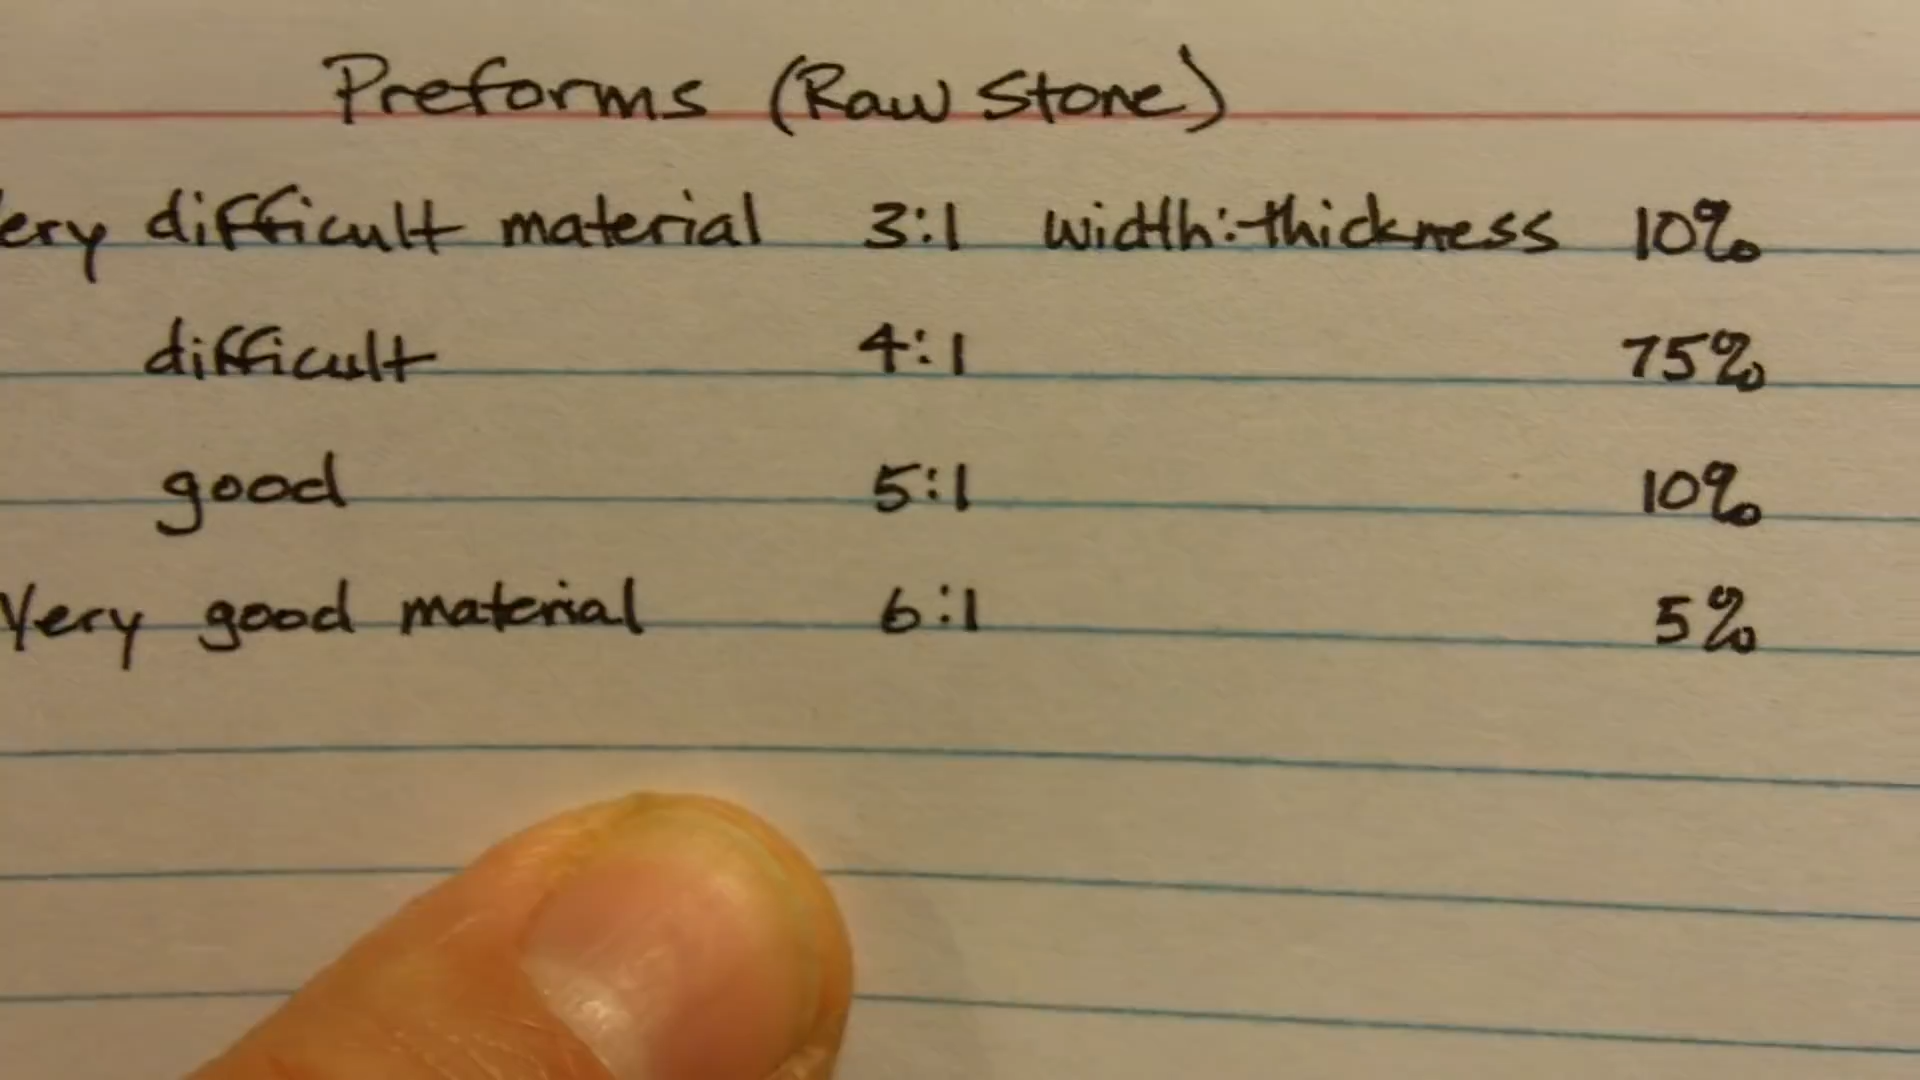 Preforms (Raw Stone)
ery difficult material 3:1 width:thickness 10%
difficult 4:1 75%
good 5:1 10%
Very good material 6:1 5%